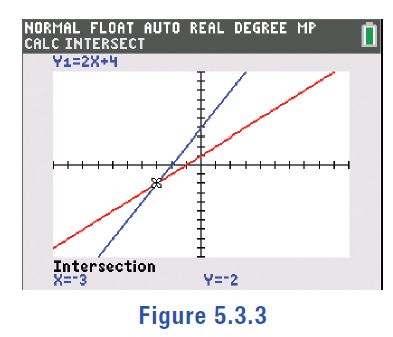 NORMAL FLOAT AUTO REAL DEGREE MP
CALC INTERSECT
Y1=2X+4
Intersection
X=-3 Y=-2
Figure 5.3.3